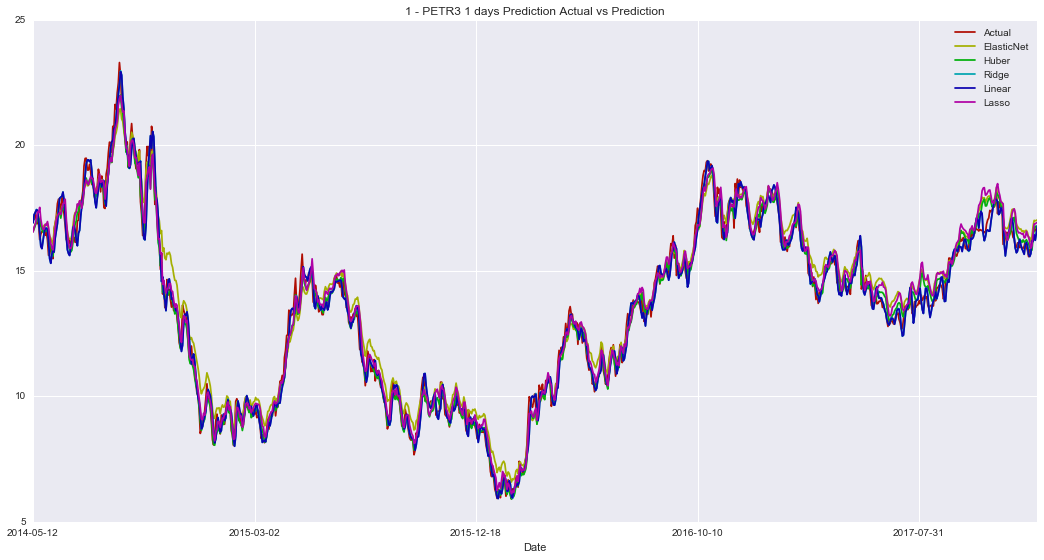 1 - PETR3 1 days Prediction Actual vs Prediction
25
20
15
10
5
Actual
ElasticNet
Huber
Ridge
Linear
Lasso
2014-05-12
2015-03-02
2015-12-18
2016-10-10
2017-07-31
Date